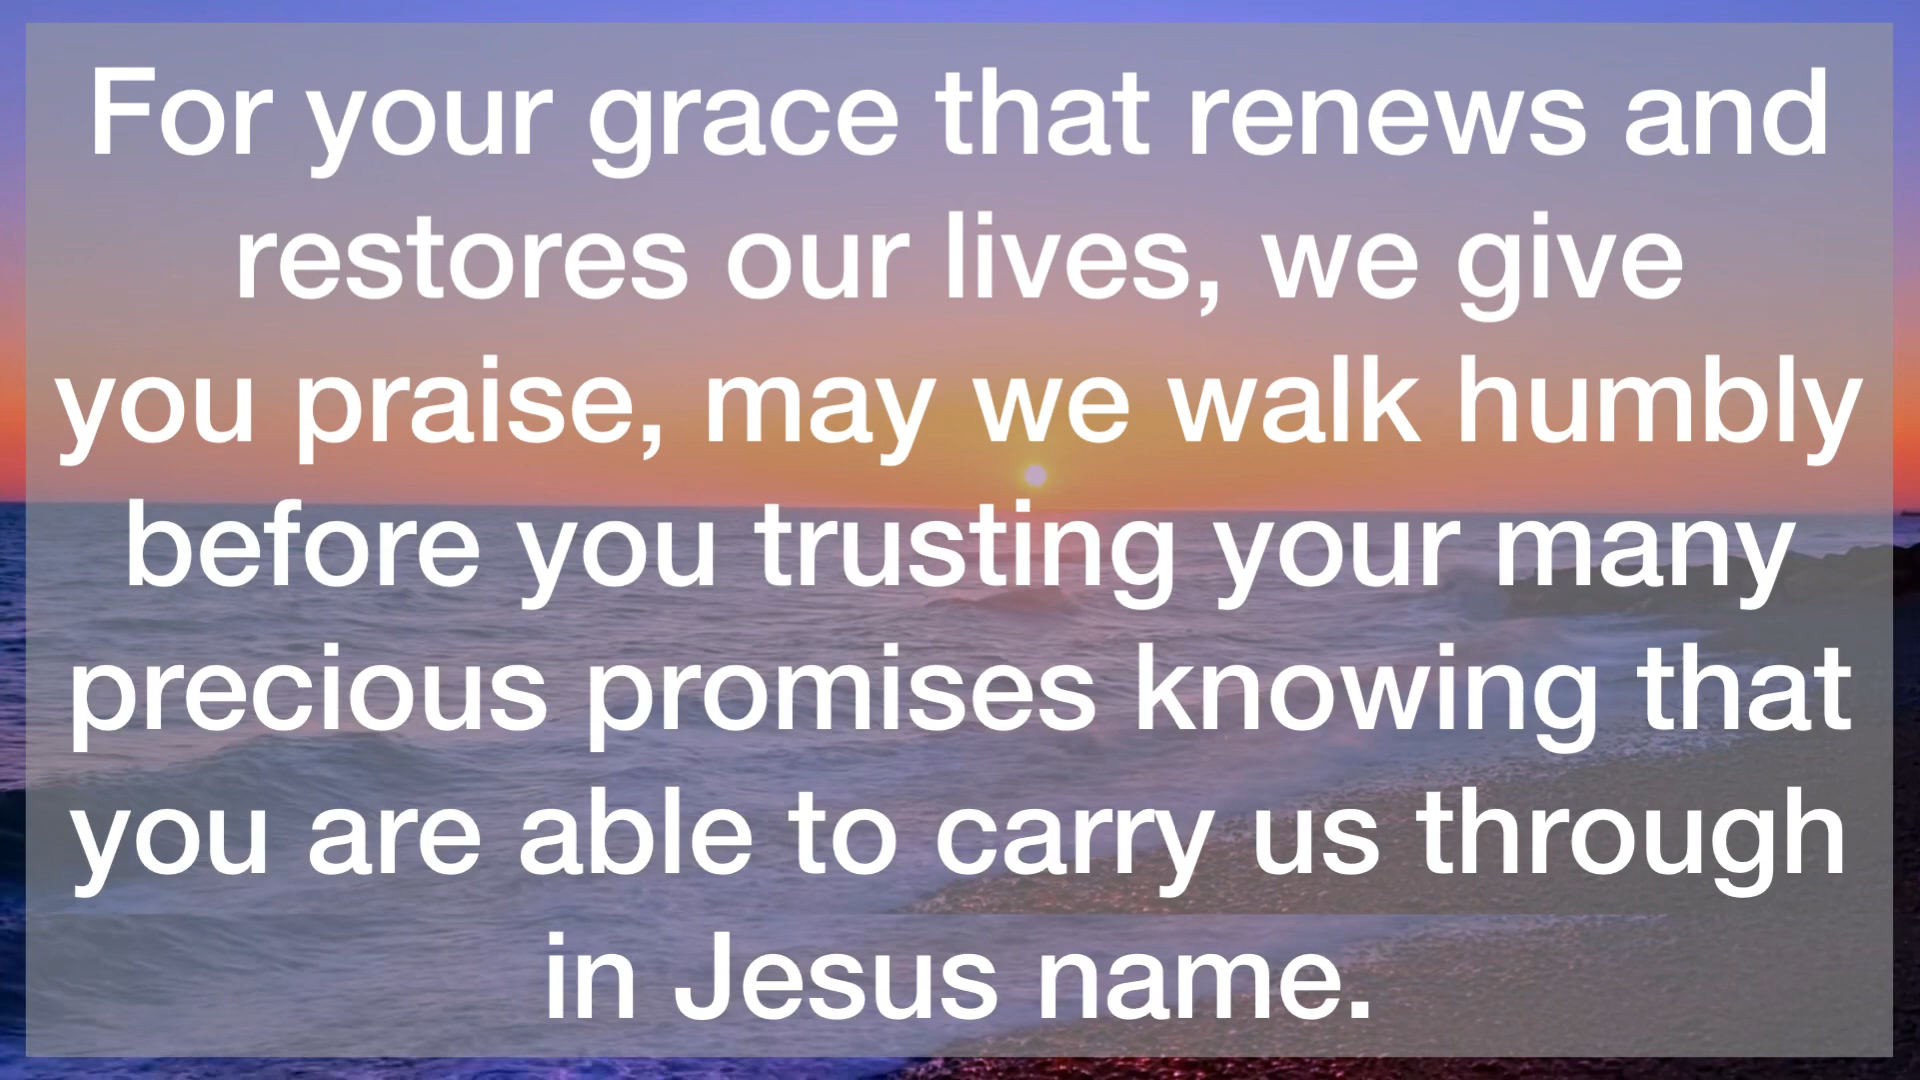 For your grace that renews and
restores our lives, we give
you praise, may we walk humbly
before you trusting your many
precious promises knowing that
you are able to carry us through
in Jesus name.